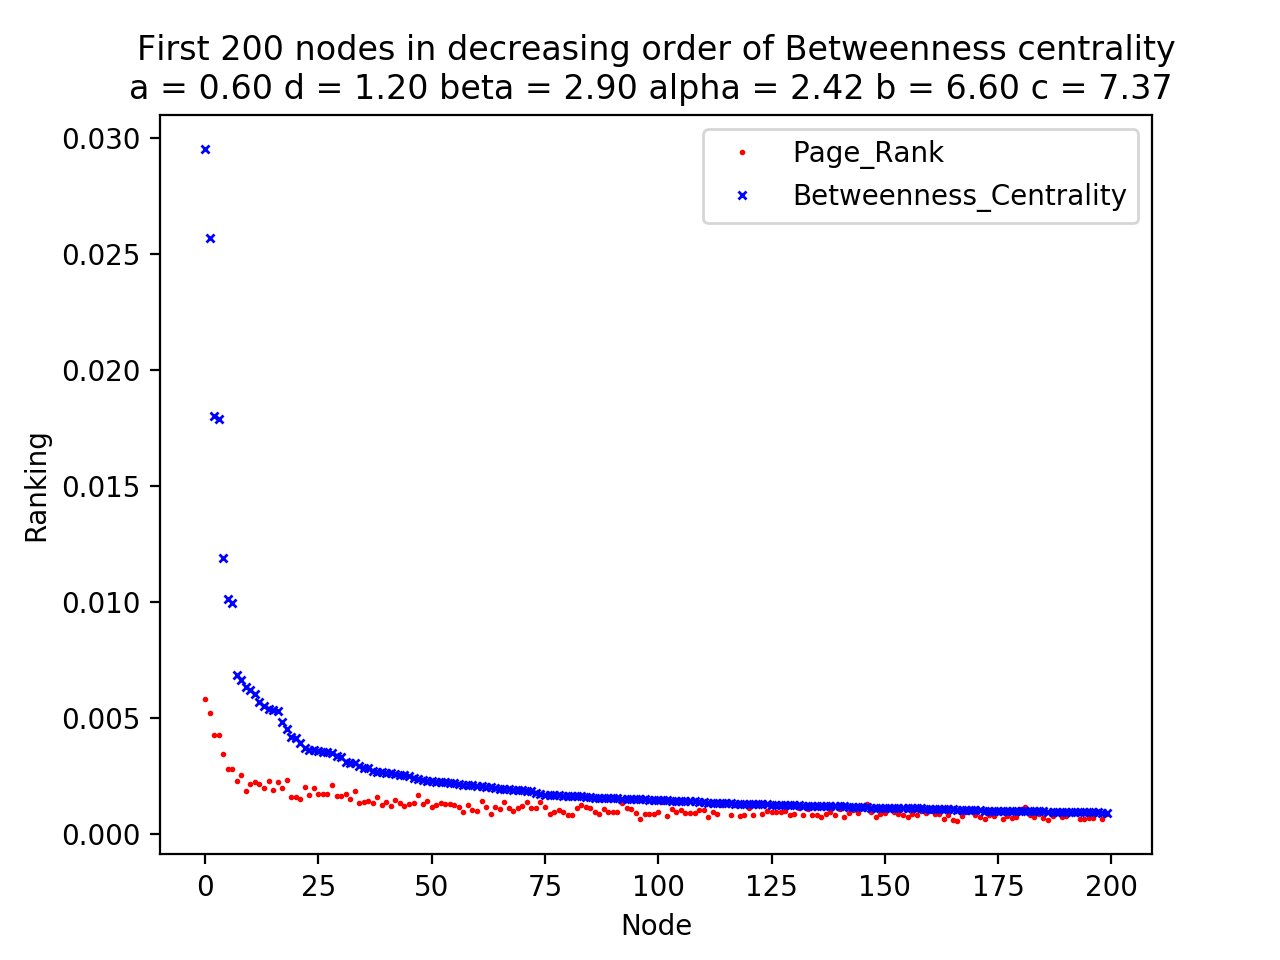 First 200 nodes in decreasing order of Betweenness centrality
a = 0.60 d = 1.20 beta = 2.90 alpha = 2.42 b = 6.60 c = 7.37
Page_Rank
Betweenness_Centrality
0.030
0.025
0.020
0.015
0.010
0.005
0.000
Ranking
0 25 50 75 100 125 150 175 200
Node